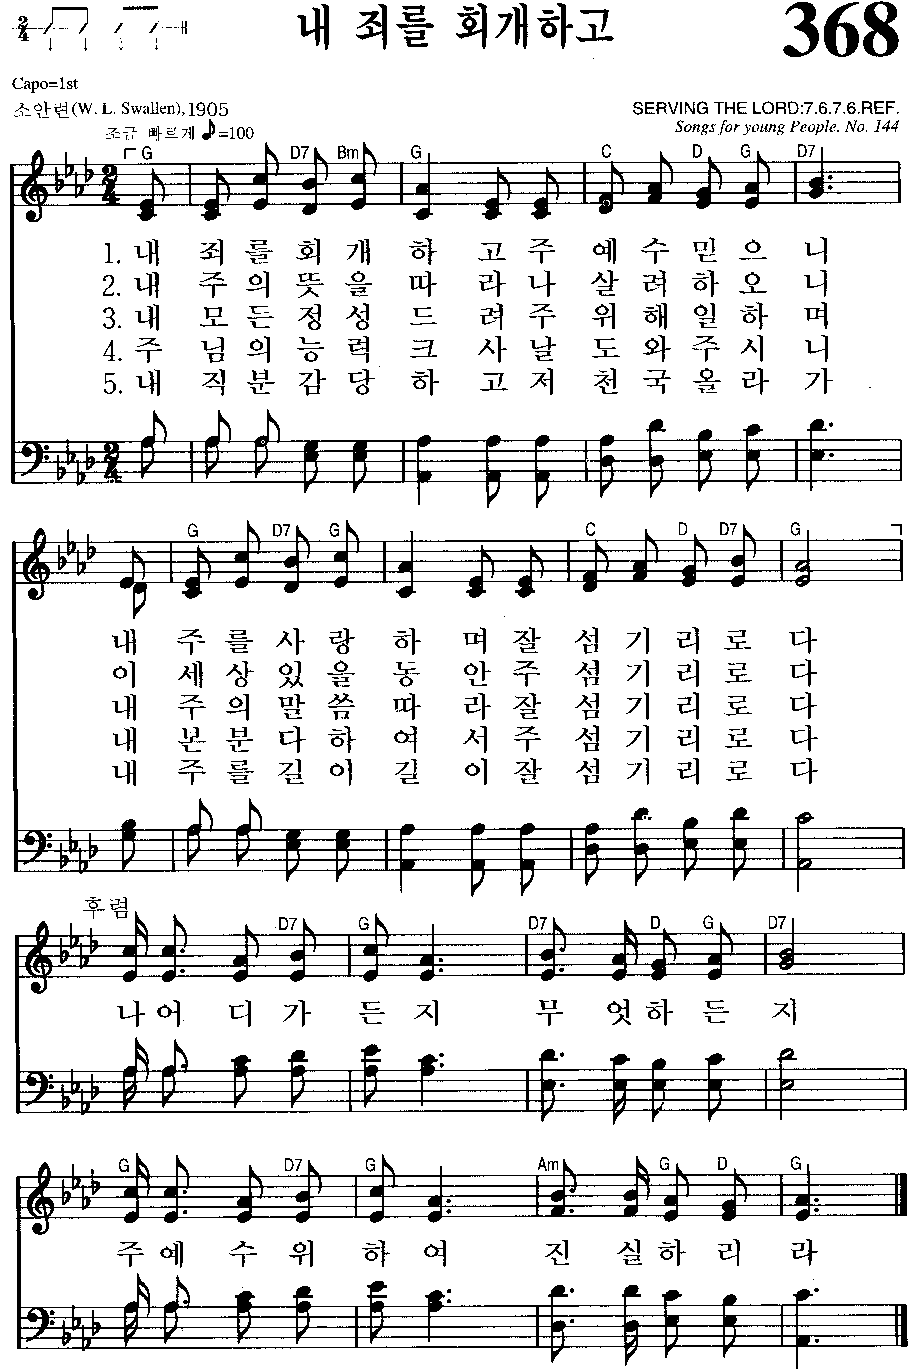 2/4
내 죄를 회개하고
368
Capo=1st
소안련(W. L. Swallen), 1905
SERVING THE LORD:7.6.7.6.REF.
조금 빠르게 ♪=100
Songs for young People. No. 144
G D7 Bm G C D G D7
1. 내 죄를회개하고주예수믿으니
2. 내 주의뜻을따라나살려하오니
3. 내 모든정성드려주위해일하며
4. 주 님의능력크사날도와주시니
5. 내 직분감당하고저천국올라가
G D7 G C D D7 G
내 주를사랑하며잘섬기리로다
이 세상있을동안주섬기리로다
내 주의말씀따라잘섬기리로다
내 본분다하여서주섬기리로다
내 주를길이길이잘섬기리로다
후렴
D7 G D7 D G D7
나어디가든지 무엇하든지
G D7 G Am G D G
주예수위하여 진실하리라